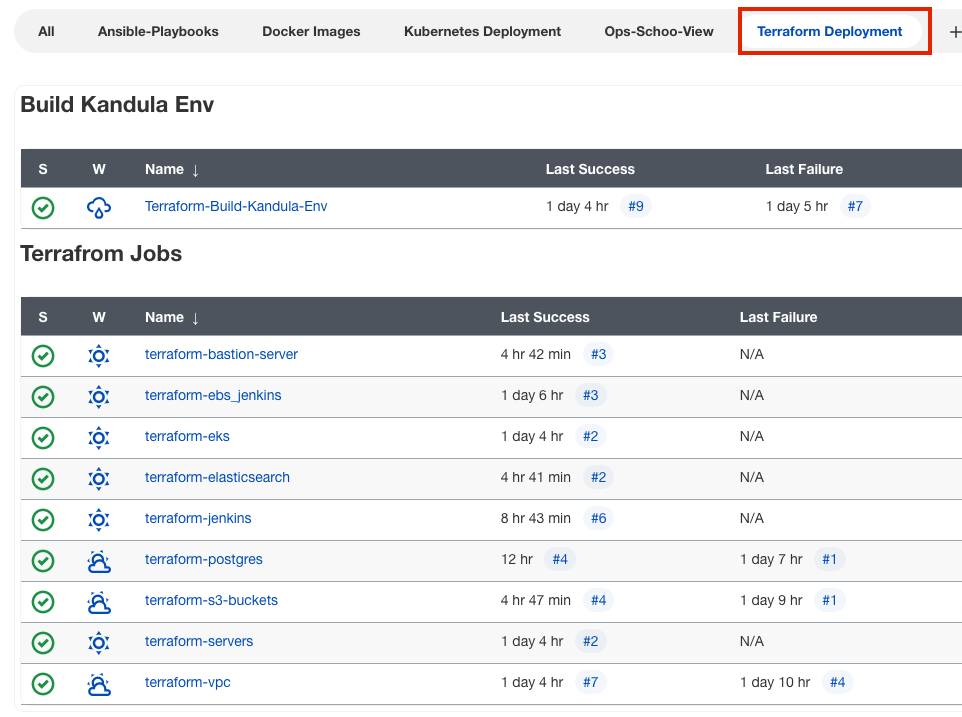 All Ansible-Playbooks Docker Images Kubernetes Deployment Ops-Schoo-View Terraform Deployment +
Build Kandula Env
S W Name ↓ Last Success Last Failure
Terraform-Build-Kandula-Env 1 day 4 hr #9 1 day 5 hr #7
Terrafrom Jobs
S W Name ↓ Last Success Last Failure
terraform-bastion-server 4 hr 42 min #3 N/A
terraform-ebs_jenkins 1 day 6 hr #3 N/A
terraform-eks 1 day 4 hr #2 N/A
terraform-elasticsearch 4 hr 41 min #2 N/A
terraform-jenkins 8 hr 43 min #6 N/A
terraform-postgres 12 hr #4 1 day 7 hr #1
terraform-s3-buckets 4 hr 47 min #4 1 day 9 hr #1
terraform-servers 1 day 4 hr #2 N/A
terraform-vpc 1 day 4 hr #7 1 day 10 hr #4